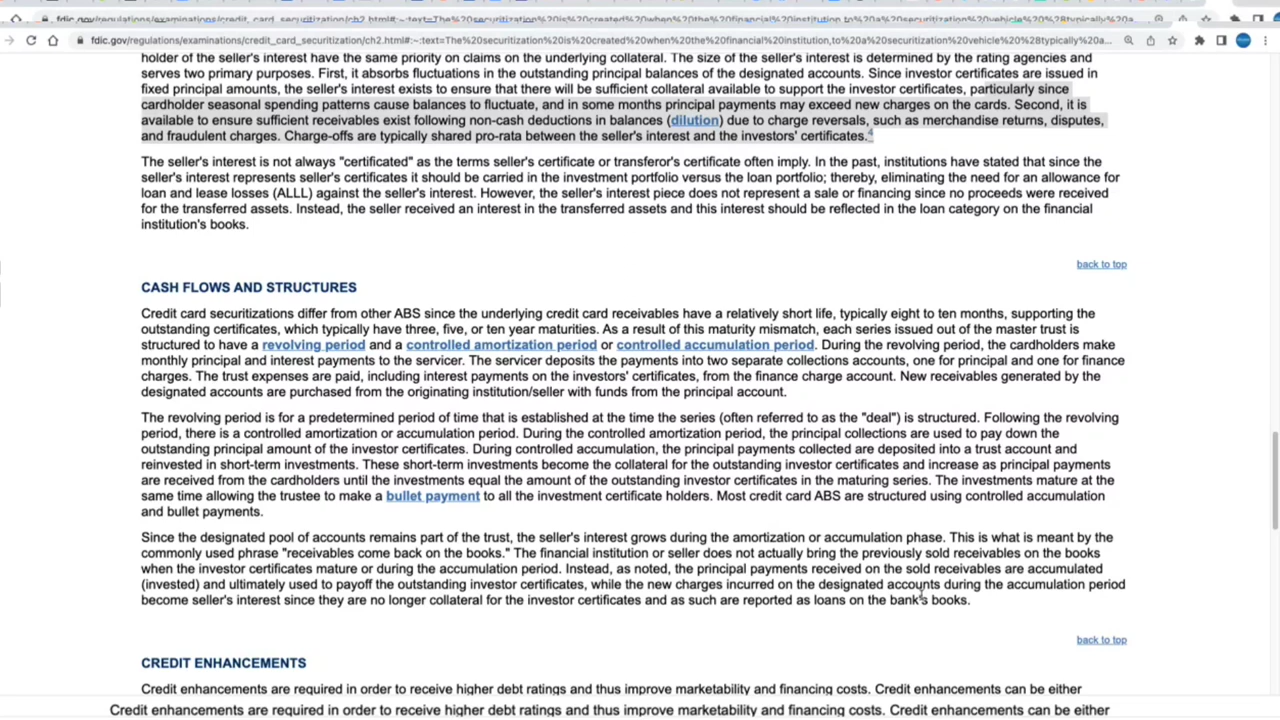 fdic.gov/regulations/examinations/credit_card_securitization/ch2.html#:~:text=The%20securitization%20is%20created%20when%20the%20financial%20institution,to%20a%20securitization%20vehicle%20%28typically%20a...
holder of the seller's interest have the same priority on claims on the underlying collateral. The size of the seller's interest is determined by the rating agencies and
serves two primary purposes. First, it absorbs fluctuations in the outstanding principal balances of the designated accounts. Since investor certificates are issued in
fixed principal amounts, the seller's interest exists to ensure that there will be sufficient collateral available to support the investor certificates, particularly since
cardholder seasonal spending patterns cause balances to fluctuate, and in some months principal payments may exceed new charges on the cards. Second, it is
available to ensure sufficient receivables exist following non-cash deductions in balances (dilution) due to charge reversals, such as merchandise returns, disputes,
and fraudulent charges. Charge-offs are typically shared pro-rata between the seller's interest and the investors' certificates.4
The seller's interest is not always "certificated" as the terms seller's certificate or transferor's certificate often imply. In the past, institutions have stated that since the
seller's interest represents seller's certificates it should be carried in the investment portfolio versus the loan portfolio; thereby, eliminating the need for an allowance for
loan and lease losses (ALLL) against the seller's interest. However, the seller's interest piece does not represent a sale or financing since no proceeds were received
for the transferred assets. Instead, the seller received an interest in the transferred assets and this interest should be reflected in the loan category on the financial
institution's books.
back to top
CASH FLOWS AND STRUCTURES
Credit card securitizations differ from other ABS since the underlying credit card receivables have a relatively short life, typically eight to ten months, supporting the
outstanding certificates, which typically have three, five, or ten year maturities. As a result of this maturity mismatch, each series issued out of the master trust is
structured to have a revolving period and a controlled amortization period or controlled accumulation period. During the revolving period, the cardholders make
monthly principal and interest payments to the servicer. The servicer deposits the payments into two separate collections accounts, one for principal and one for finance
charges. The trust expenses are paid, including interest payments on the investors' certificates, from the finance charge account. New receivables generated by the
designated accounts are purchased from the originating institution/seller with funds from the principal account.
The revolving period is for a predetermined period of time that is established at the time the series (often referred to as the "deal") is structured. Following the revolving
period, there is a controlled amortization or accumulation period. During the controlled amortization period, the principal collections are used to pay down the
outstanding principal amount of the investor certificates. During controlled accumulation, the principal payments collected are deposited into a trust account and
reinvested in short-term investments. These short-term investments become the collateral for the outstanding investor certificates and increase as principal payments
are received from the cardholders until the investments equal the amount of the outstanding investor certificates in the maturing series. The investments mature at the
same time allowing the trustee to make a bullet payment to all the investment certificate holders. Most credit card ABS are structured using controlled accumulation
and bullet payments.
Since the designated pool of accounts remains part of the trust, the seller's interest grows during the amortization or accumulation phase. This is what is meant by the
commonly used phrase "receivables come back on the books." The financial institution or seller does not actually bring the previously sold receivables on the books
when the investor certificates mature or during the accumulation period. Instead, as noted, the principal payments received on the sold receivables are accumulated
(invested) and ultimately used to payoff the outstanding investor certificates, while the new charges incurred on the designated accounts during the accumulation period
become seller's interest since they are no longer collateral for the investor certificates and as such are reported as loans on the bank's books.
back to top
CREDIT ENHANCEMENTS
Credit enhancements are required in order to receive higher debt ratings and thus improve marketability and financing costs. Credit enhancements can be either
Credit enhancements are required in order to receive higher debt ratings and thus improve marketability and financing costs. Credit enhancements can be either